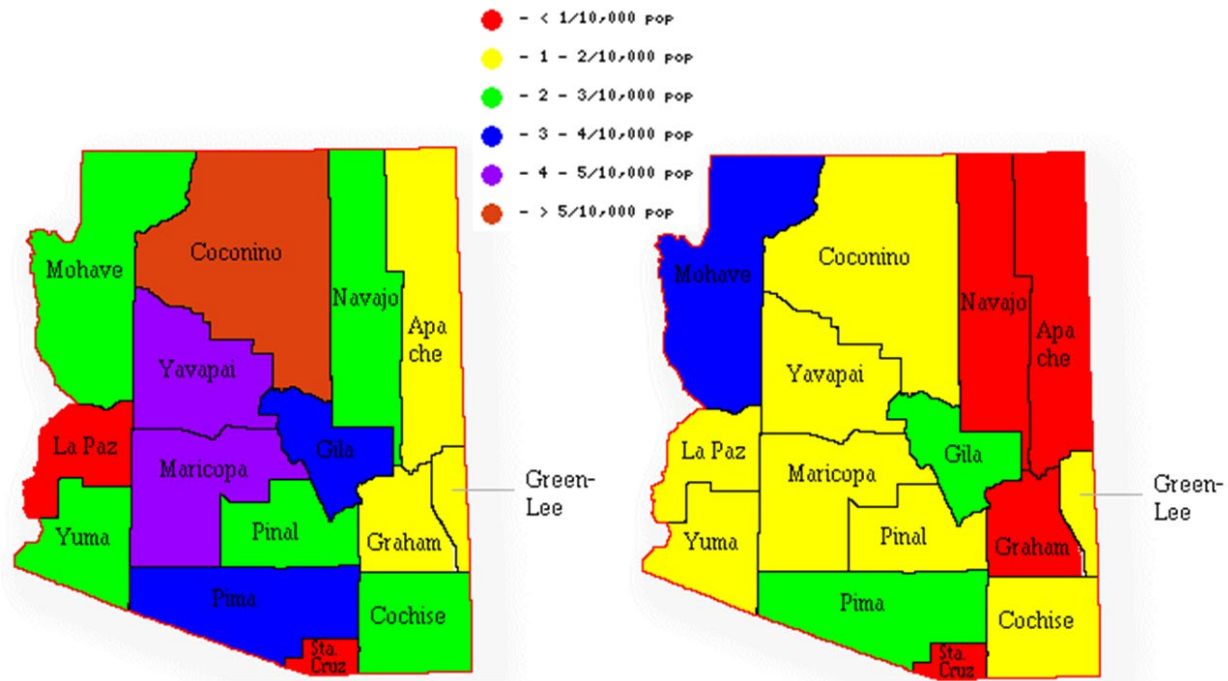 - < 1/10,000 pop
- 1 - 2/10,000 pop
- 2 - 3/10,000 pop
- 3 - 4/10,000 pop
- 4 - 5/10,000 pop
- > 5/10,000 pop
Mohave
Coconino
Navajo
Apa
che
Yavapai
La Paz
Maricopa
Gila
Yuma
Pinal
Graham
Green-
Lee
Pima
Cochise
Sta.
Cruz
Mohave
Coconino
Navajo
Apa
che
Yavapai
La Paz
Maricopa
Gila
Yuma
Pinal
Graham
Green-
Lee
Pima
Cochise
Sta.
Cruz